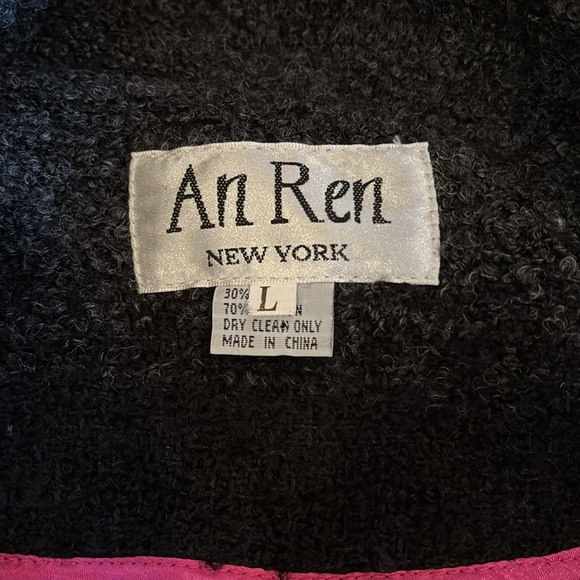 An Ren
NEW YORK
L
30%
70%
DRY CLEAN ONLY
MADE IN CHINA